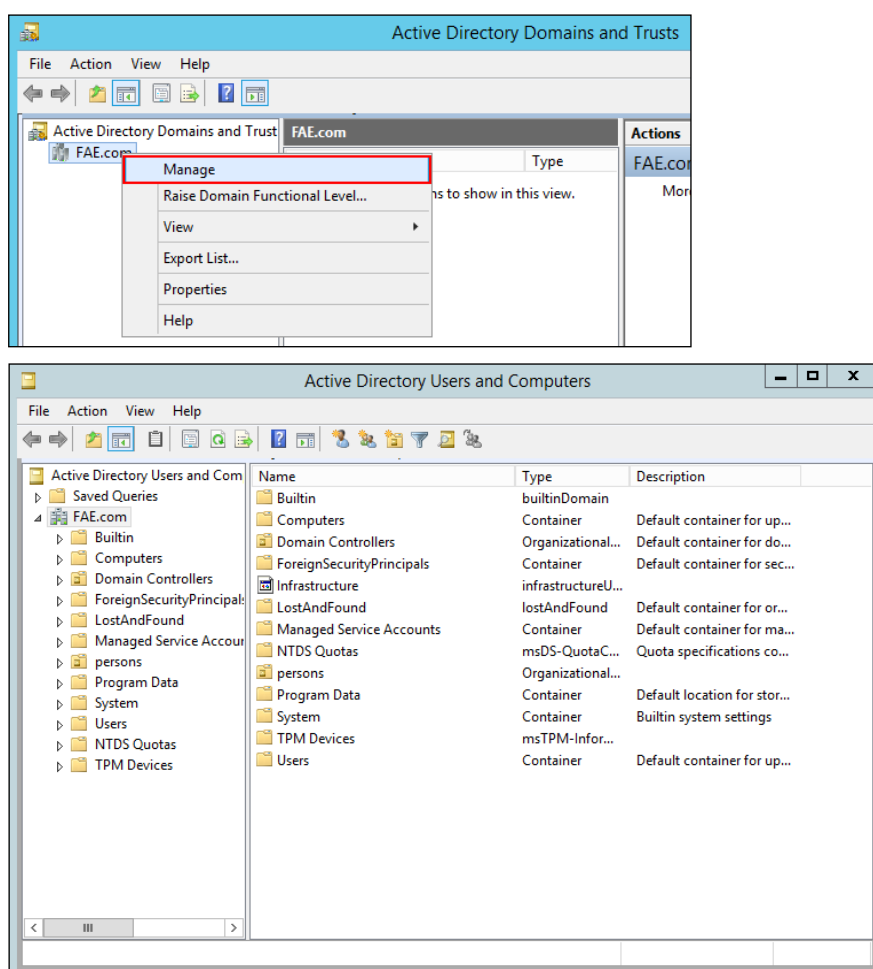 Active Directory Domains and Trusts
File Action View Help
Active Directory Domains and Trust FAE.com Actions
FAE.com Type FAE.cor
Manage
Raise Domain Functional Level... ns to show in this view. Mor
View
Export List...
Properties
Help
Active Directory Users and Computers
File Action View Help
Active Directory Users and Com Name Type Description
Saved Queries Builtin builtinDomain
FAE.com Computers Container Default container for up...
Builtin Domain Controllers Organizational... Default container for do...
Computers ForeignSecurityPrincipals Container Default container for sec...
Domain Controllers Infrastructure infrastructureU...
ForeignSecurityPrincipals LostAndFound lostAndFound Default container for or...
LostAndFound Managed Service Accounts Container Default container for ma...
Managed Service Accour NTDS Quotas msDS-QuotaC... Quota specifications co...
persons persons Organizational...
Program Data Program Data Container Default location for stor...
System System Container Builtin system settings
Users TPM Devices msTPM-Infor...
NTDS Quotas Users Container Default container for up...
TPM Devices